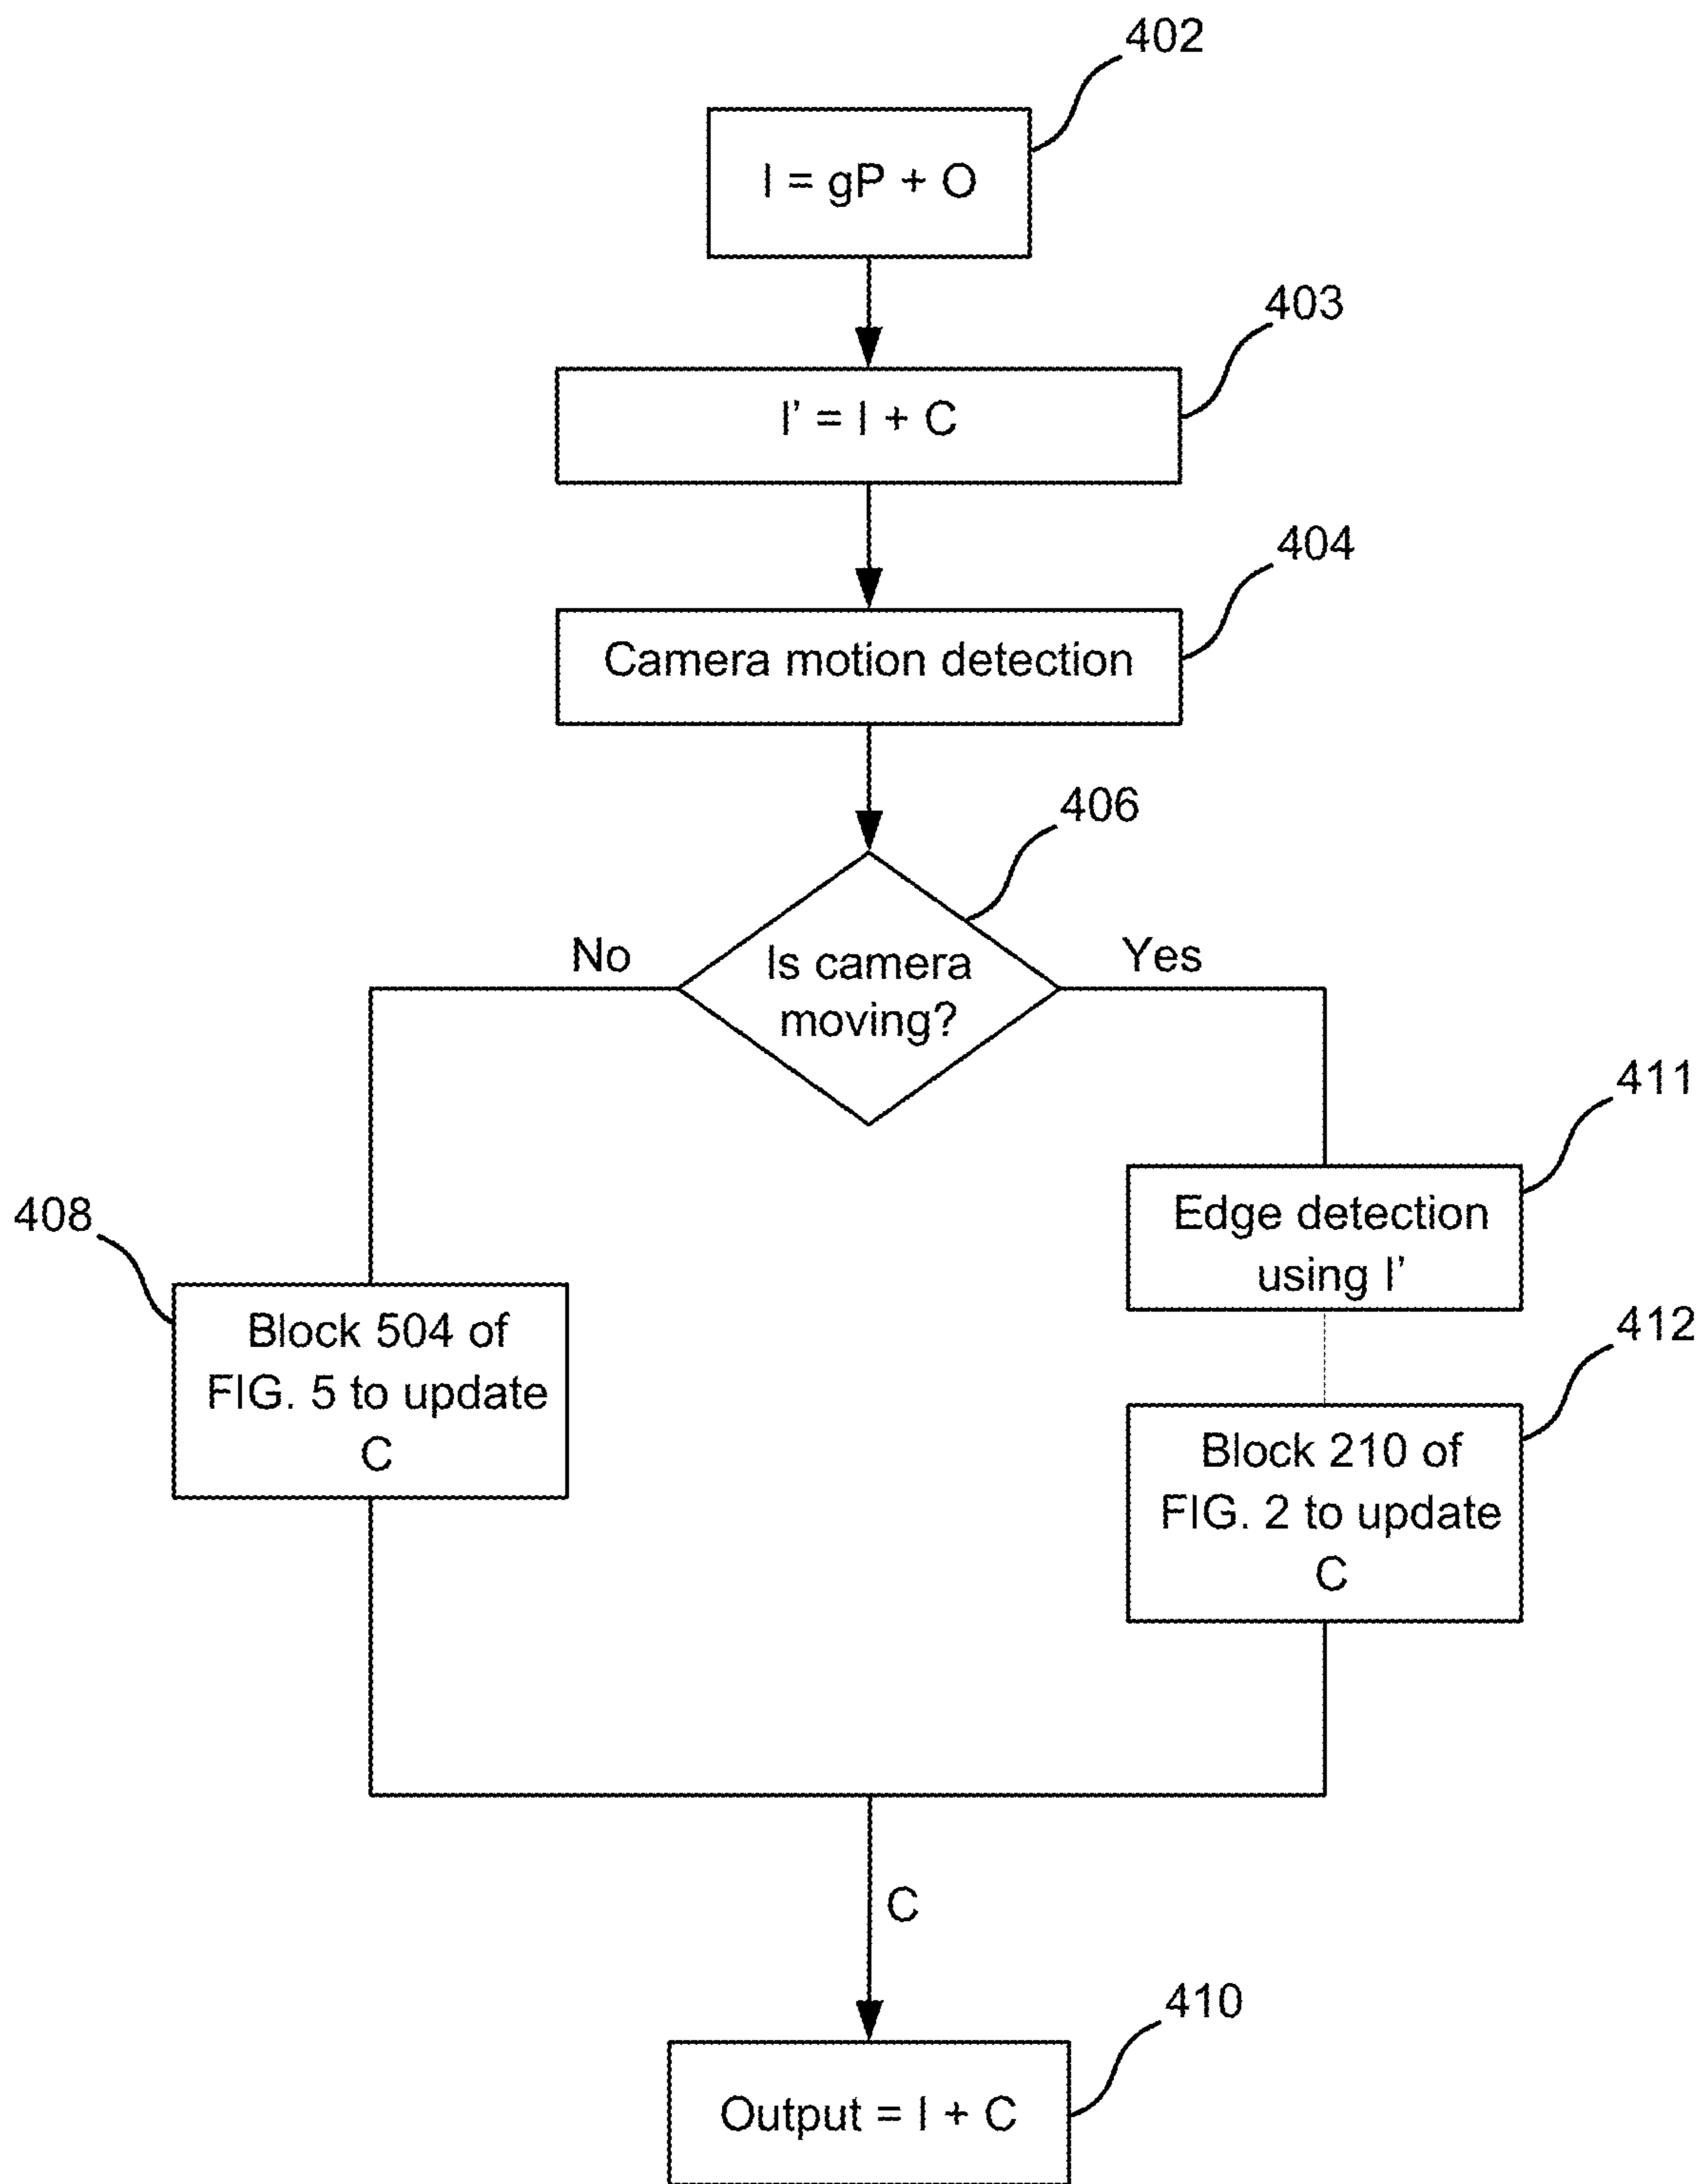 402
I = gP + O
403
I' = I + C
404
Camera motion detection
406
No
Is camera
moving?
Yes
411
Edge detection
using I'
408
Block 504 of
FIG. 5 to update
C
412
Block 210 of
FIG. 2 to update
C
C
410
Output = I + C